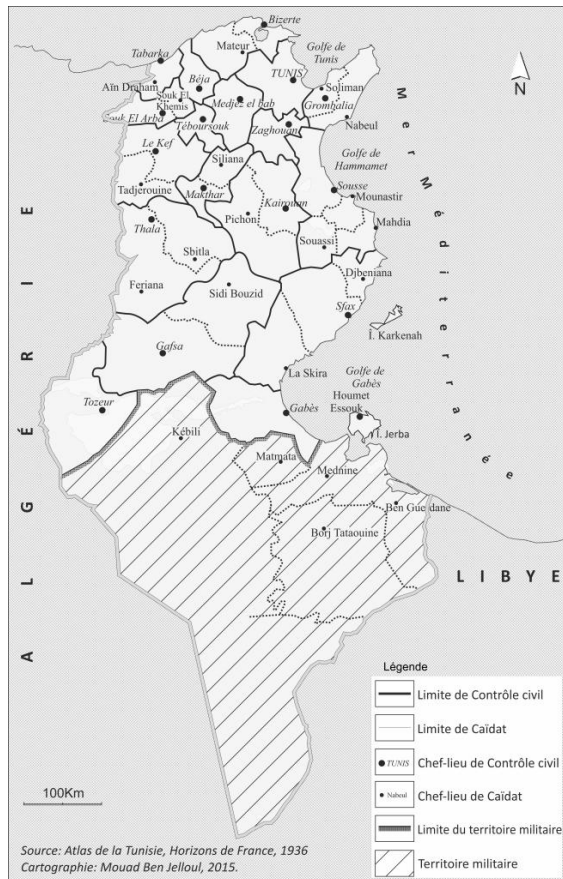 Bizerte
Tabarka
Mateur
Golfe de
Tunis
Aïn Draham
Béja
TUNIS
Soliman
Souk El
Khemis
Medjez el bab
Grombalia
Souk El Arba
Téboursouk
Zaghouan
Nabeul
Le Kef
Siliana
Golfe de
Hammamet
Tadjerouine
Makthar
Sousse
Mounastir
Kairouan
Thala
Pichon
Mahdia
Souassi
Sbitla
Djbeniana
Feriana
Sidi Bouzid
Sfax
Î. Karkenah
Gafsa
La Skira
Golfe de
Gabès
Houmet
Essouk
Tozeur
Gabès
Î. Jerba
Kébili
Matmata
Mednine
Ben Guerdane
Borj Tataouine
Mer Méditerranée
ALGÉRIE
LIBYE
N
Légende
Limite de Contrôle civil
Limite de Caïdat
TUNIS Chef-lieu de Contrôle civil
Nabeul Chef-lieu de Caïdat
Limite du territoire militaire
Territoire militaire
100Km
Source: Atlas de la Tunisie, Horizons de France, 1936
Cartographie: Mouad Ben Jelloul, 2015.